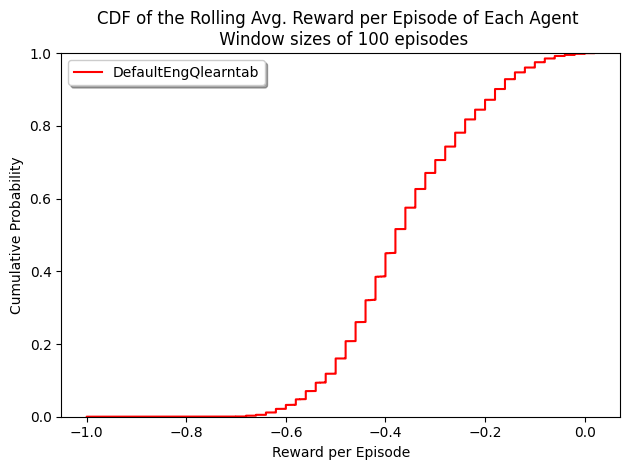 CDF of the Rolling Avg. Reward per Episode of Each Agent
Window sizes of 100 episodes
DefaultEngQlearntab
Cumulative Probability
1.0
0.8
0.6
0.4
0.2
0.0
−1.0 −0.8 −0.6 −0.4 −0.2 0.0
Reward per Episode